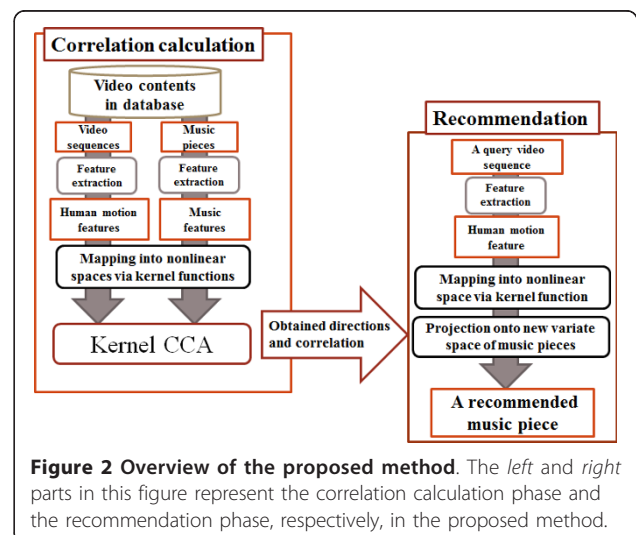 Correlation calculation
Video contents
in database
Video
sequences
Music
pieces
Feature
extraction
Feature
extraction
Human motion
features
Music
features
Mapping into nonlinear
spaces via kernel functions
Kernel CCA
Obtained directions
and correlation
Recommendation
A query video
sequence
Feature
extraction
Human motion
feature
Mapping into nonlinear
space via kernel function
Projection onto new variate
space of music pieces
A recommended
music piece
Figure 2 Overview of the proposed method. The left and right
parts in this figure represent the correlation calculation phase and
the recommendation phase, respectively, in the proposed method.